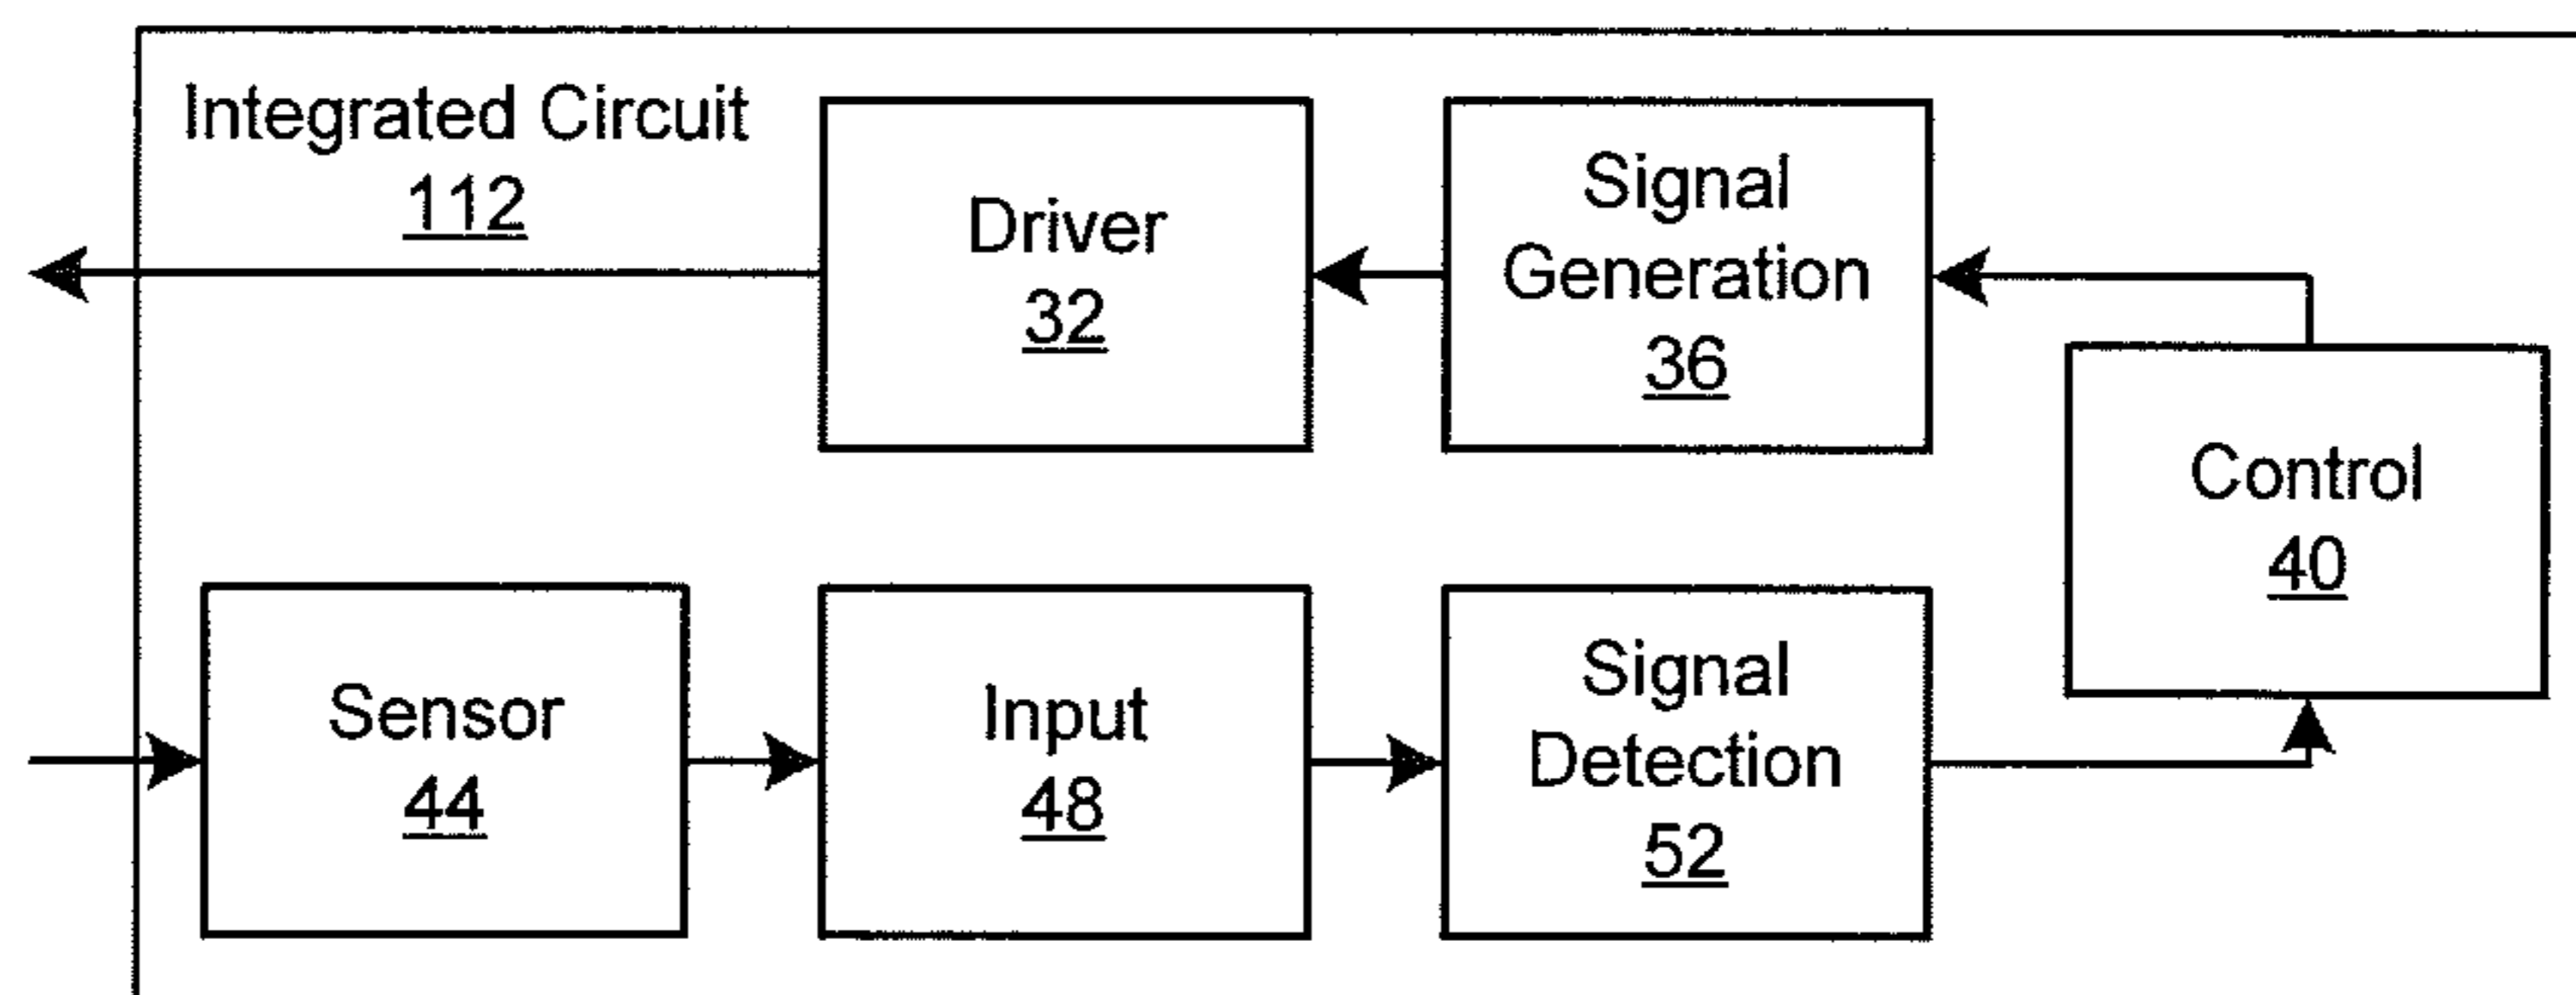 Integrated Circuit
112
Driver
32
Signal
Generation
36
Control
40
Sensor
44
Input
48
Signal
Detection
52